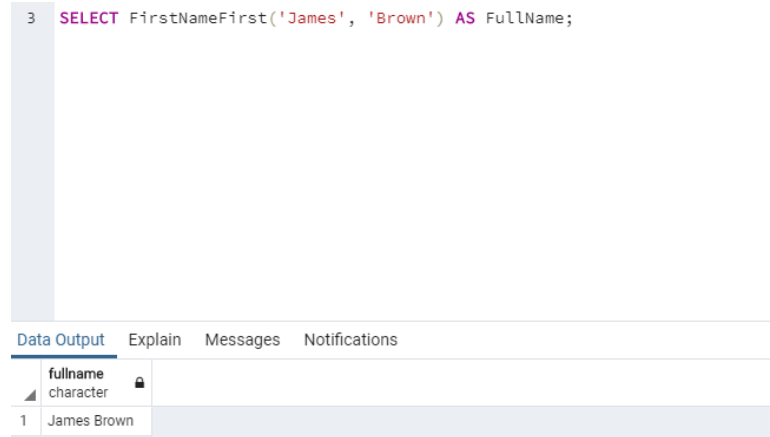 3 SELECT FirstNameFirst('James', 'Brown') AS FullName;
Data Output Explain Messages Notifications
fullname
character
1 James Brown